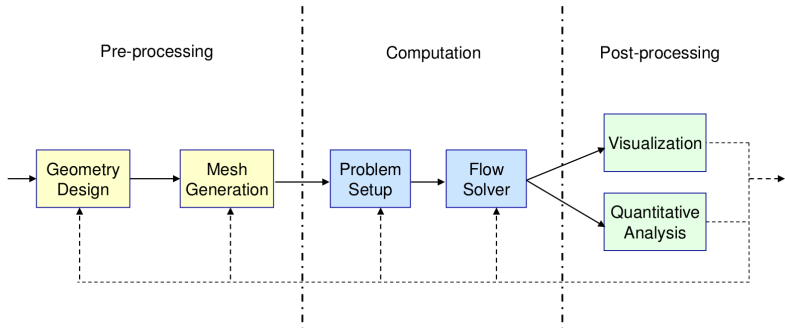 Pre-processing
Computation
Post-processing
Geometry
Design
Mesh
Generation
Problem
Setup
Flow
Solver
Visualization
Quantitative
Analysis